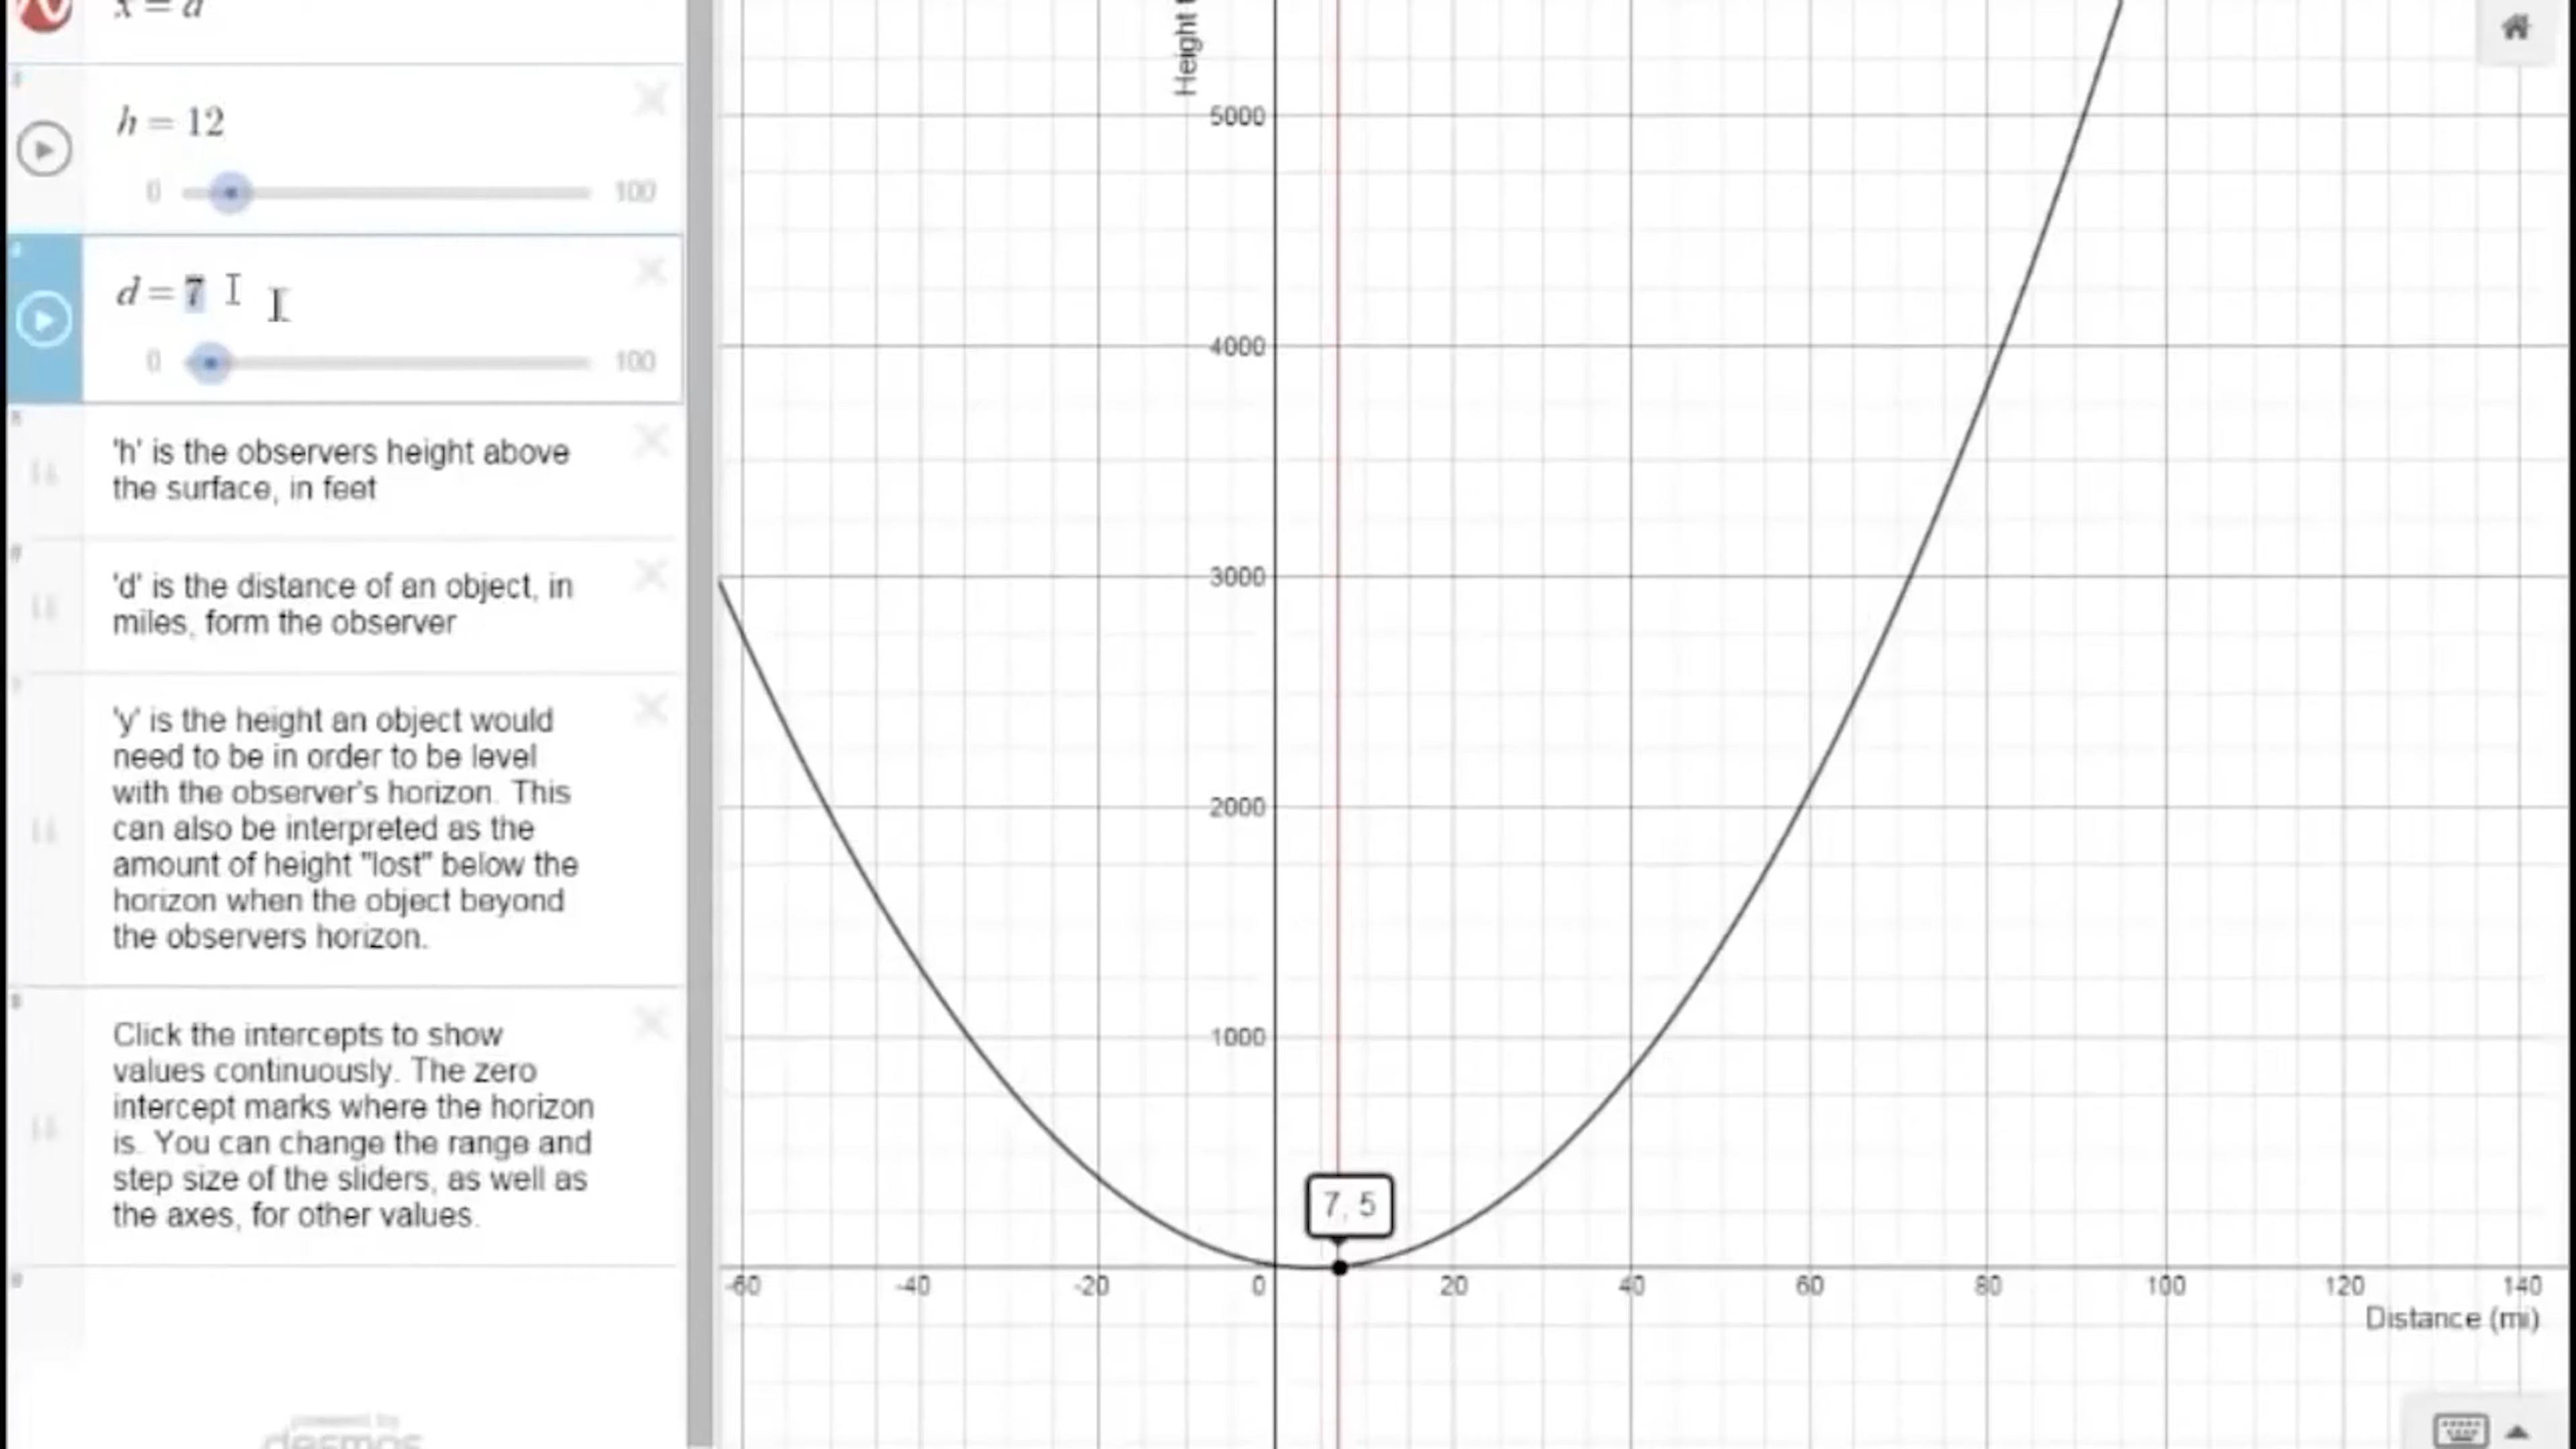 x = d
h = 12
0 100
d = 7
0 100
'h' is the observers height above
the surface, in feet
'd' is the distance of an object, in
miles, form the observer
'y' is the height an object would
need to be in order to be level
with the observer's horizon. This
can also be interpreted as the
amount of height "lost" below the
horizon when the object beyond
the observers horizon.
Click the intercepts to show
values continuously. The zero
intercept marks where the horizon
is. You can change the range and
step size of the sliders, as well as
the axes, for other values.
powered by
desmos
Height
5000
4000
3000
2000
1000
7, 5
-60 -40 -20 0 20 40 60 80 100 120 140
Distance (mi)